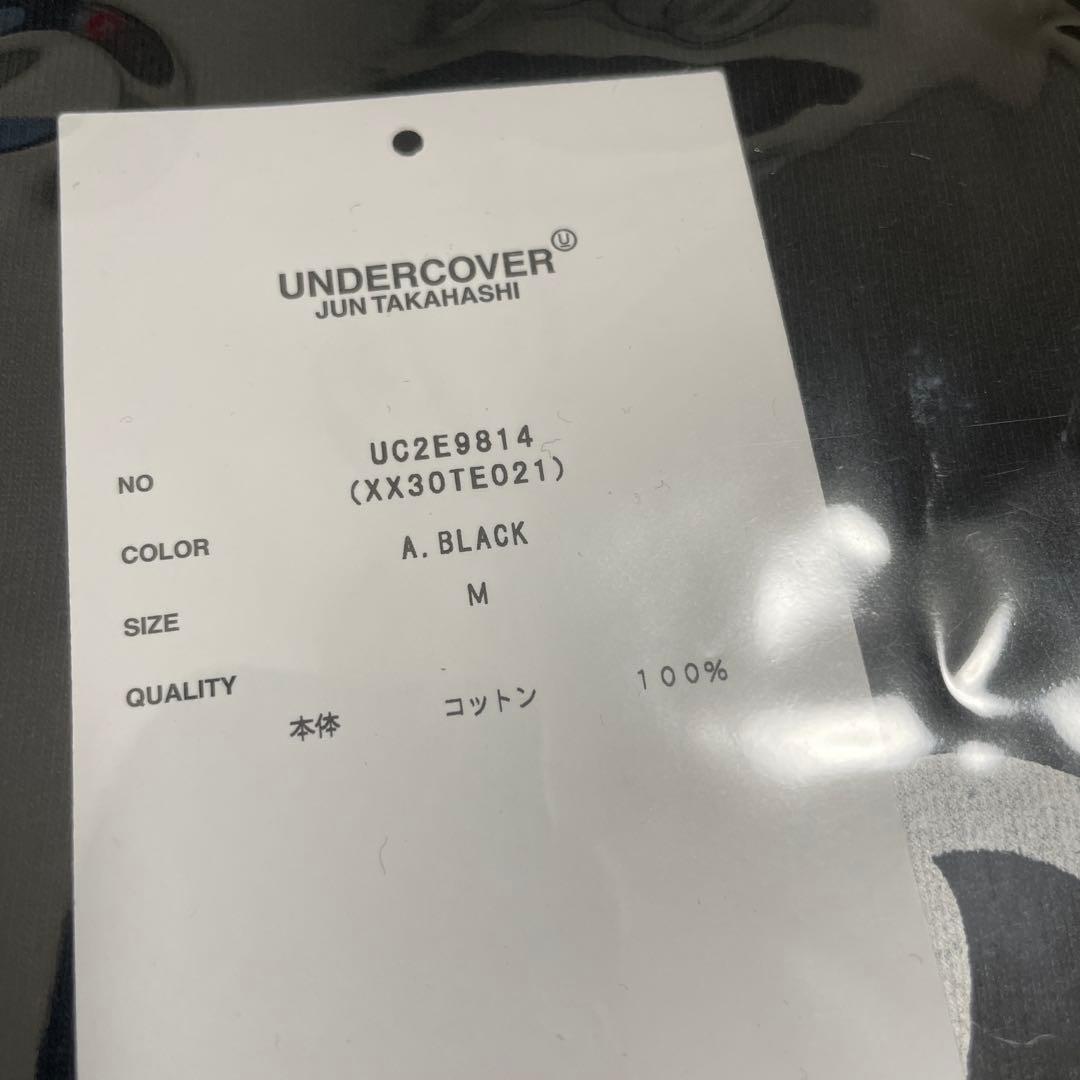 UNDERCOVER Ⓤ
JUN TAKAHASHI
NO UC2E9814
(XX30TE021)
COLOR A. BLACK
SIZE M
QUALITY
本体 コットン 100%